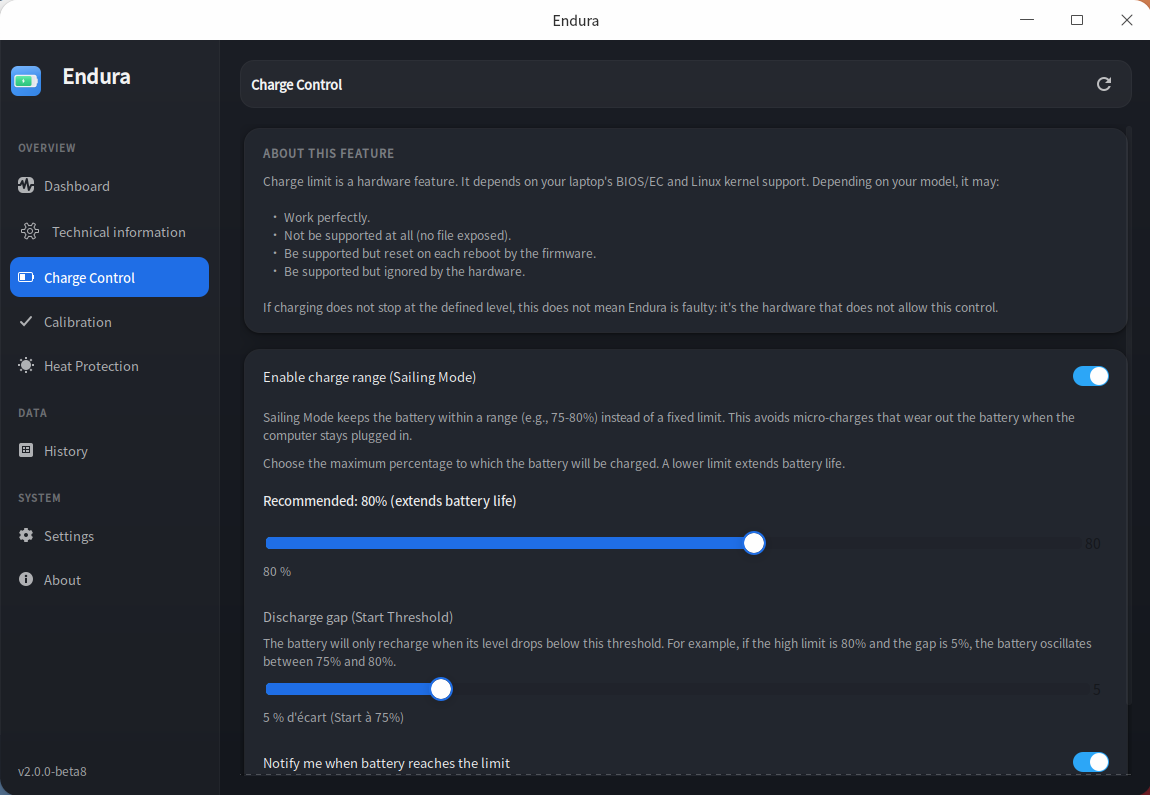 Endura
Endura
OVERVIEW
Dashboard
Technical information
Charge Control
Calibration
Heat Protection
DATA
History
SYSTEM
Settings
About
v2.0.0-beta8
Charge Control
ABOUT THIS FEATURE
Charge limit is a hardware feature. It depends on your laptop's BIOS/EC and Linux kernel support. Depending on your model, it may:
• Work perfectly.
• Not be supported at all (no file exposed).
• Be supported but reset on each reboot by the firmware.
• Be supported but ignored by the hardware.
If charging does not stop at the defined level, this does not mean Endura is faulty: it's the hardware that does not allow this control.
Enable charge range (Sailing Mode)
Sailing Mode keeps the battery within a range (e.g., 75-80%) instead of a fixed limit. This avoids micro-charges that wear out the battery when the
computer stays plugged in.
Choose the maximum percentage to which the battery will be charged. A lower limit extends battery life.
Recommended: 80% (extends battery life)
80
80 %
Discharge gap (Start Threshold)
The battery will only recharge when its level drops below this threshold. For example, if the high limit is 80% and the gap is 5%, the battery oscillates
between 75% and 80%.
5
5 % d'écart (Start à 75%)
Notify me when battery reaches the limit